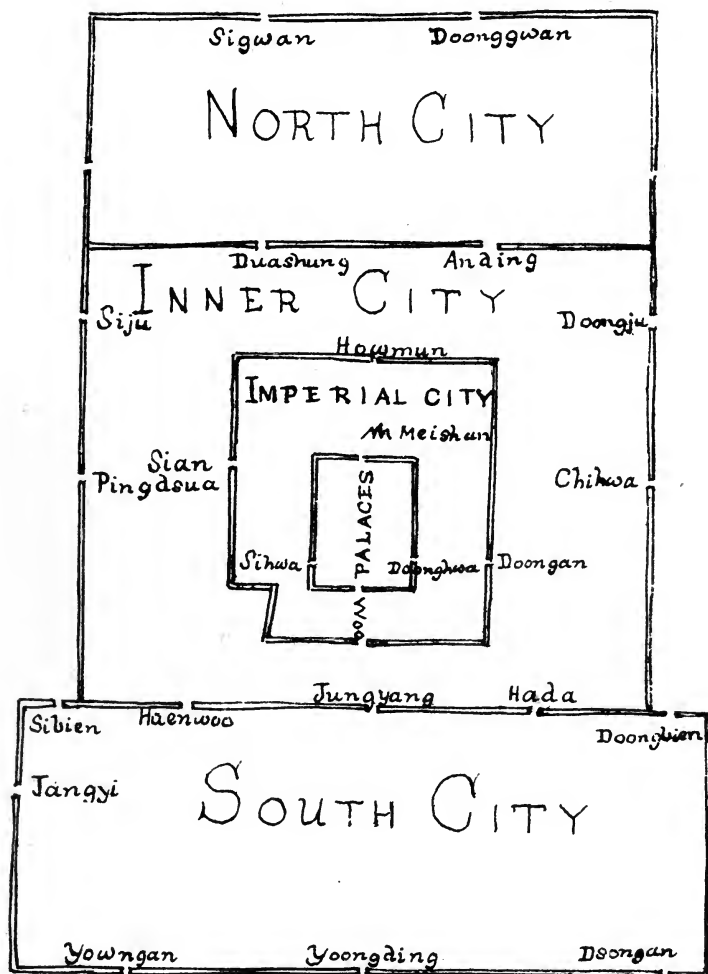 Sigwan Doonggwan
NORTH CITY
Duashung Anding
INNER CITY
Siju Doongju
Howmun
IMPERIAL CITY
Meishan
Sian
Pingdsua Chihwa
PALACES
Sihwa Doonghwa Doongan
Woo
Jungyang Hada
Sibien Haenwoo Doongbien
Jangyi
SOUTH CITY
Yowngan Yoongding Dsongan